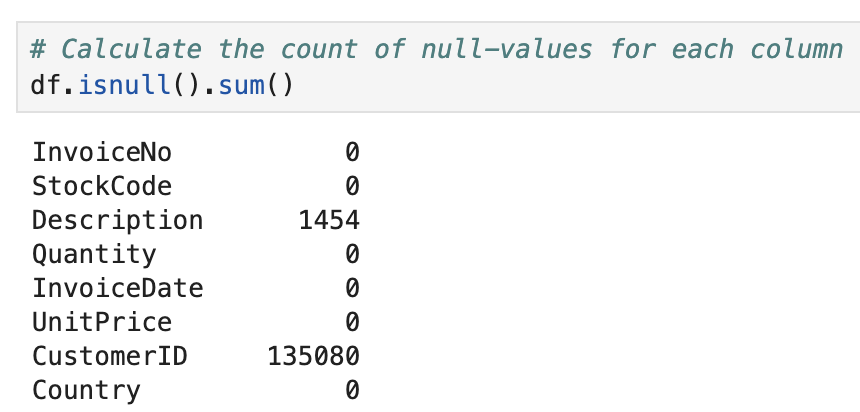 # Calculate the count of null-values for each column
df.isnull().sum()
InvoiceNo 0
StockCode 0
Description 1454
Quantity 0
InvoiceDate 0
UnitPrice 0
CustomerID 135080
Country 0